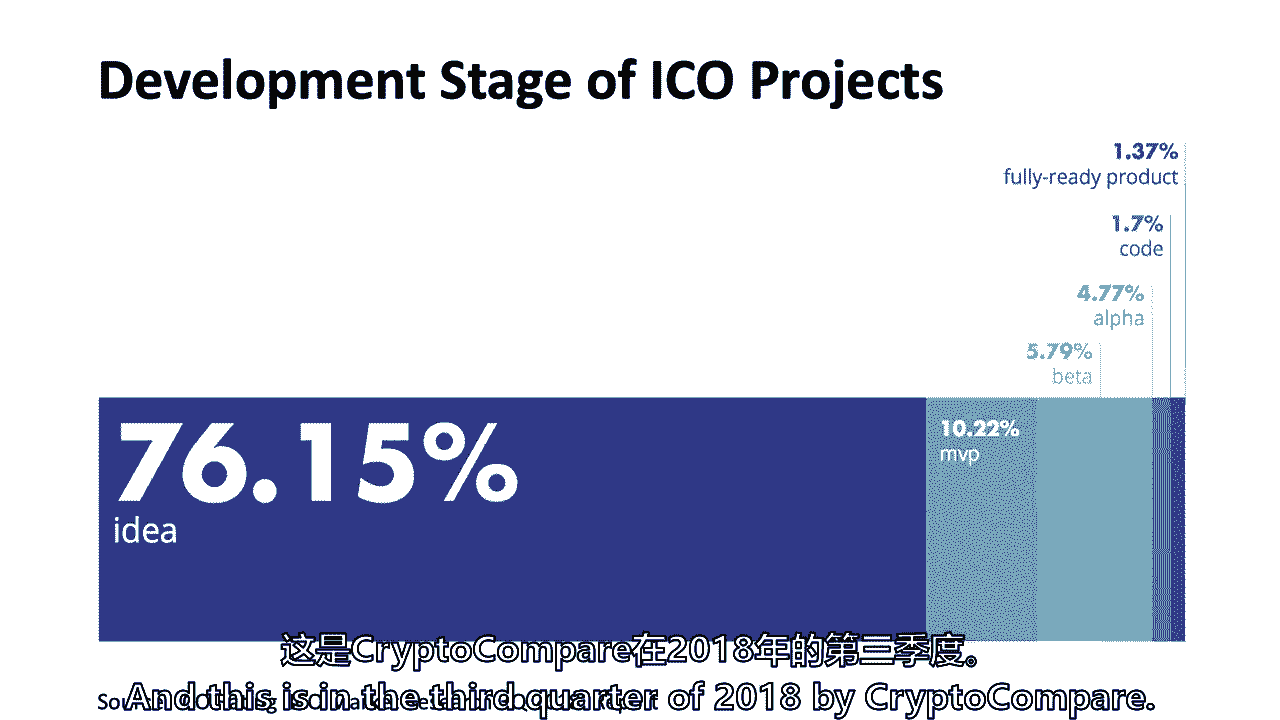 Development Stage of ICO Projects
1.37%
fully-ready product
1.7%
code
4.77%
alpha
5.79%
beta
76.15%
idea
10.22%
mvp
这是CryptoCompare在2018年的第三季度。
And this is in the third quarter of 2018 by CryptoCompare.